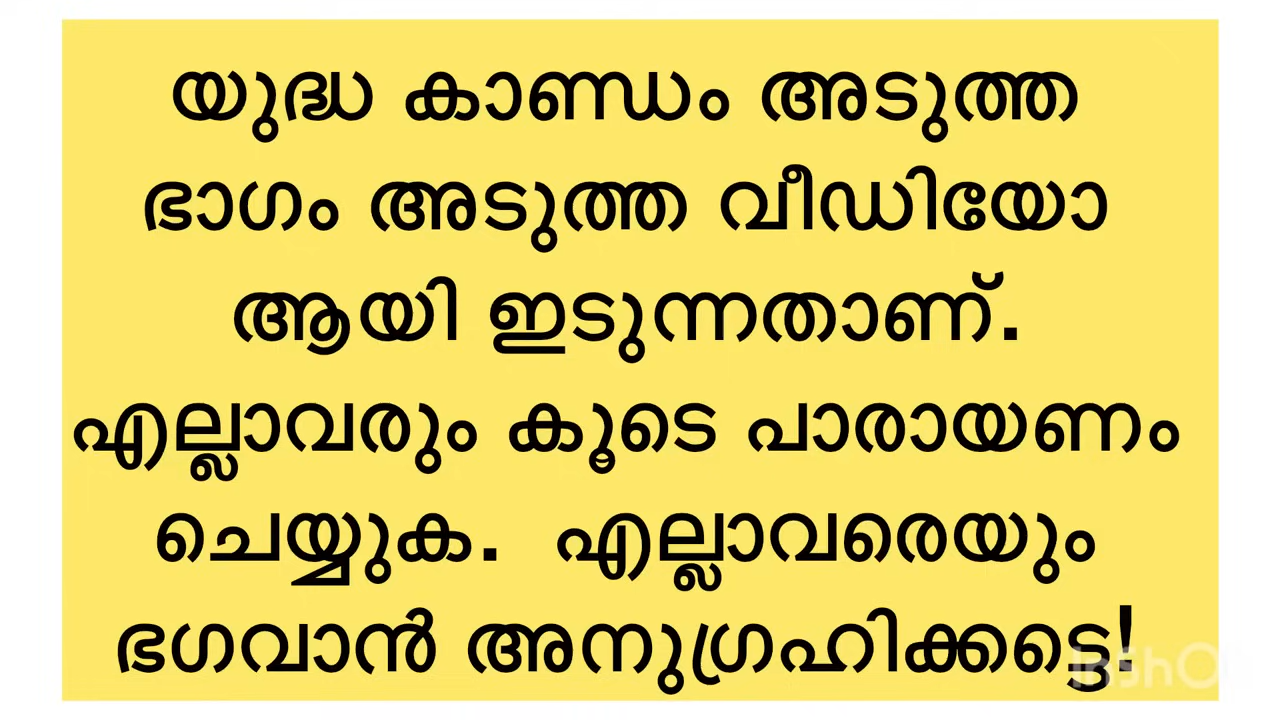 യുദ്ധ കാണ്ഡം അടുത്ത
ഭാഗം അടുത്ത വീഡിയോ
ആയി ഇടുന്നതാണ്.
എല്ലാവരും കൂടെ പാരായണം
ചെയ്യുക. എല്ലാവരെയും
ഭഗവാൻ അനുഗ്രഹിക്കട്ടെ!